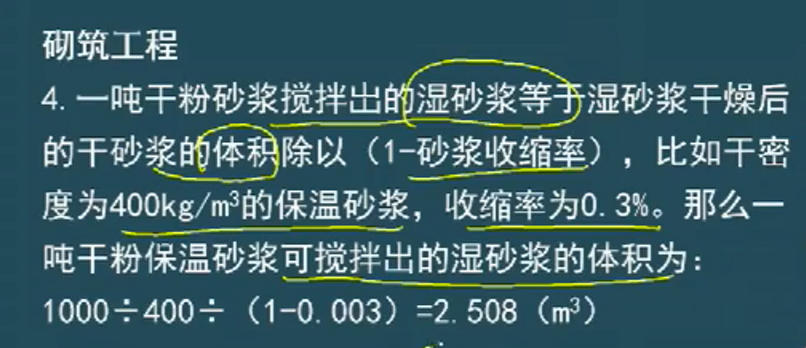 砌筑工程
4.一吨干粉砂浆搅拌出的湿砂浆等于湿砂浆干燥后
的干砂浆的体积除以（1-砂浆收缩率），比如干密
度为400kg/m³的保温砂浆，收缩率为0.3%。那么一
吨干粉保温砂浆可搅拌出的湿砂浆的体积为：
1000÷400÷（1-0.003）=2.508（m³）